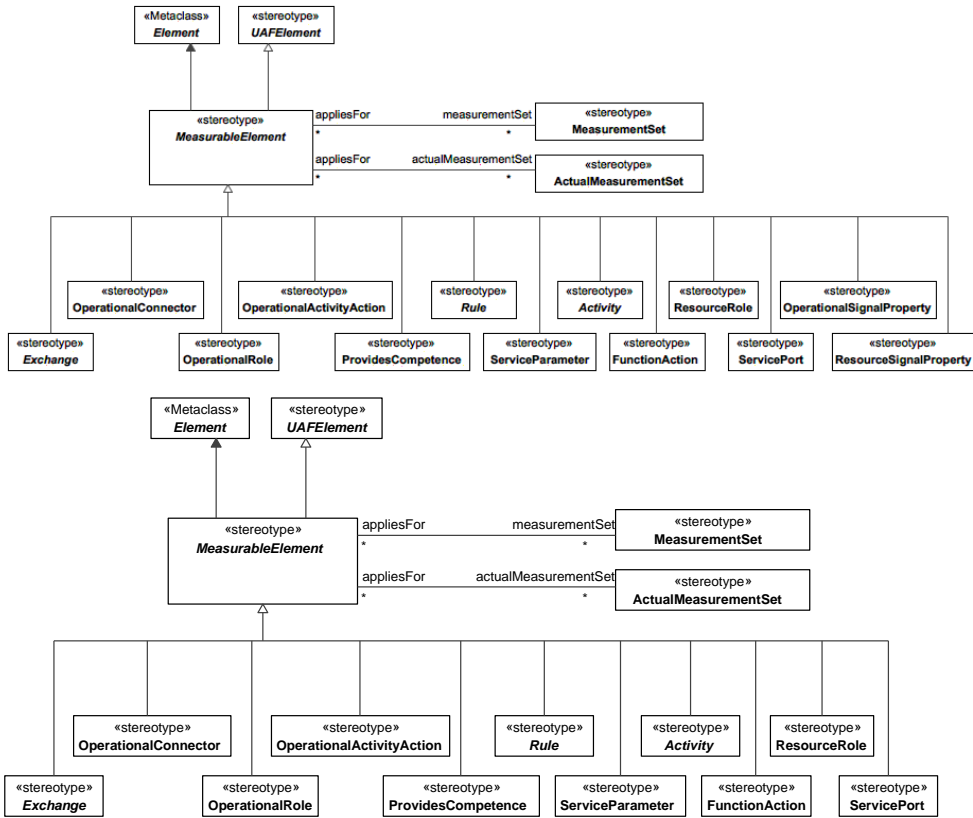 «Metaclass» «stereotype»
Element UAFElement
«stereotype» appliesFor measurementSet «stereotype»
MeasurableElement * * MeasurementSet
appliesFor actualMeasurementSet «stereotype»
* * ActualMeasurementSet
«stereotype» «stereotype» «stereotype» «stereotype» «stereotype» «stereotype»
OperationalConnector OperationalActivityAction Rule Activity ResourceRole OperationalSignalProperty
«stereotype» «stereotype» «stereotype» «stereotype» «stereotype» «stereotype» «stereotype»
Exchange OperationalRole ProvidesCompetence ServiceParameter FunctionAction ServicePort ResourceSignalProperty
«Metaclass» «stereotype»
Element UAFElement
«stereotype» appliesFor measurementSet «stereotype»
MeasurableElement * * MeasurementSet
appliesFor actualMeasurementSet «stereotype»
* * ActualMeasurementSet
«stereotype» «stereotype» «stereotype» «stereotype» «stereotype»
OperationalConnector OperationalActivityAction Rule Activity ResourceRole
«stereotype» «stereotype» «stereotype» «stereotype» «stereotype» «stereotype»
Exchange OperationalRole ProvidesCompetence ServiceParameter FunctionAction ServicePort